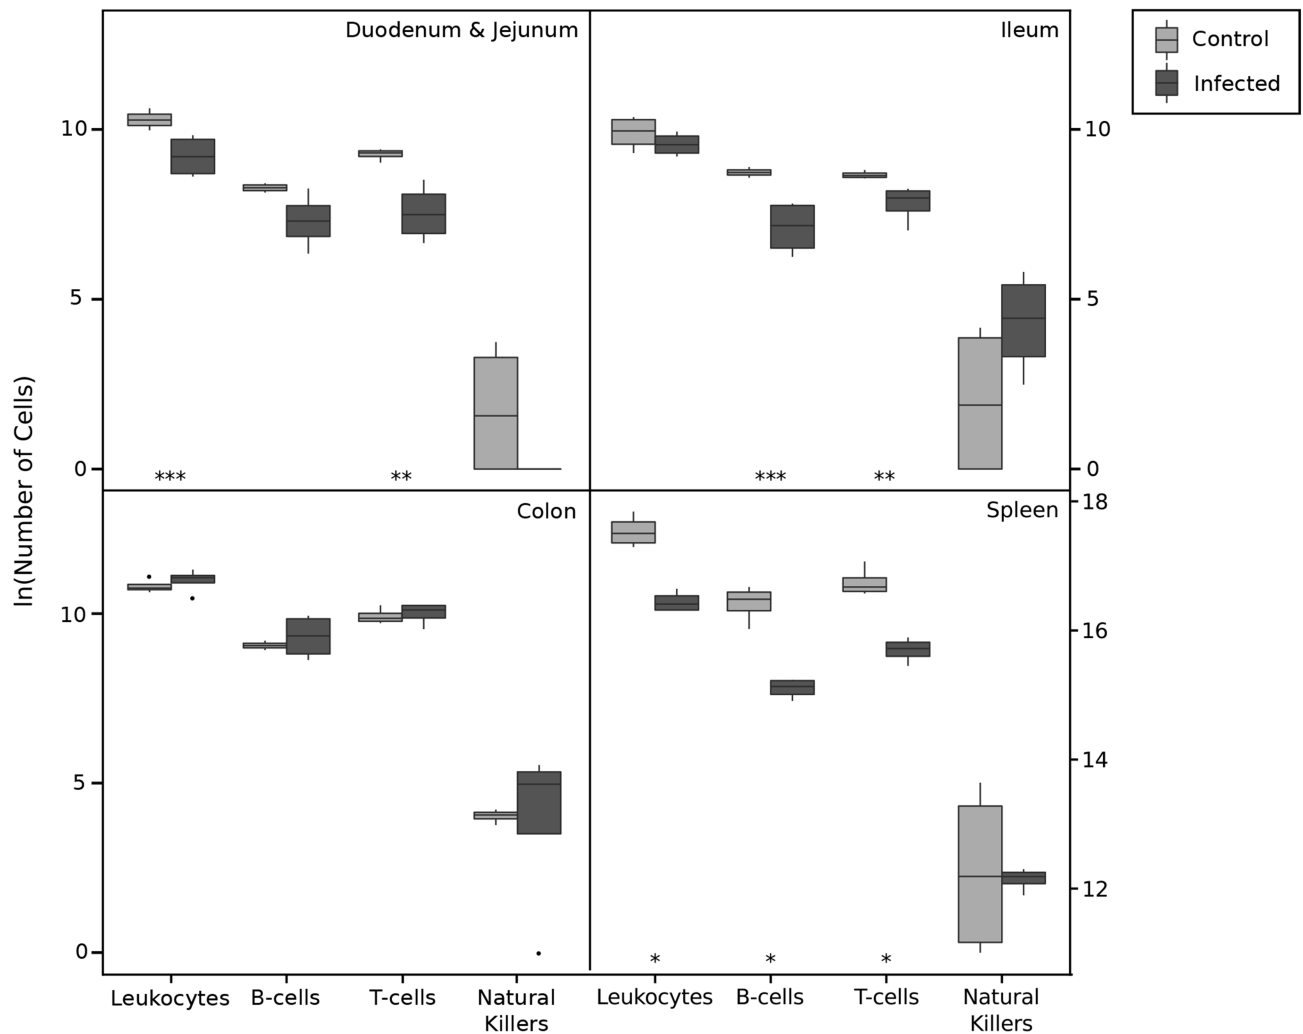 Duodenum & Jejunum
Ileum
Control
Infected
10
5
0
10
5
0
*** **
*** **
ln(Number of Cells)
Colon
Spleen
10
5
0
18
16
14
12
* * *
Leukocytes B-cells T-cells Natural
Killers
Leukocytes B-cells T-cells Natural
Killers